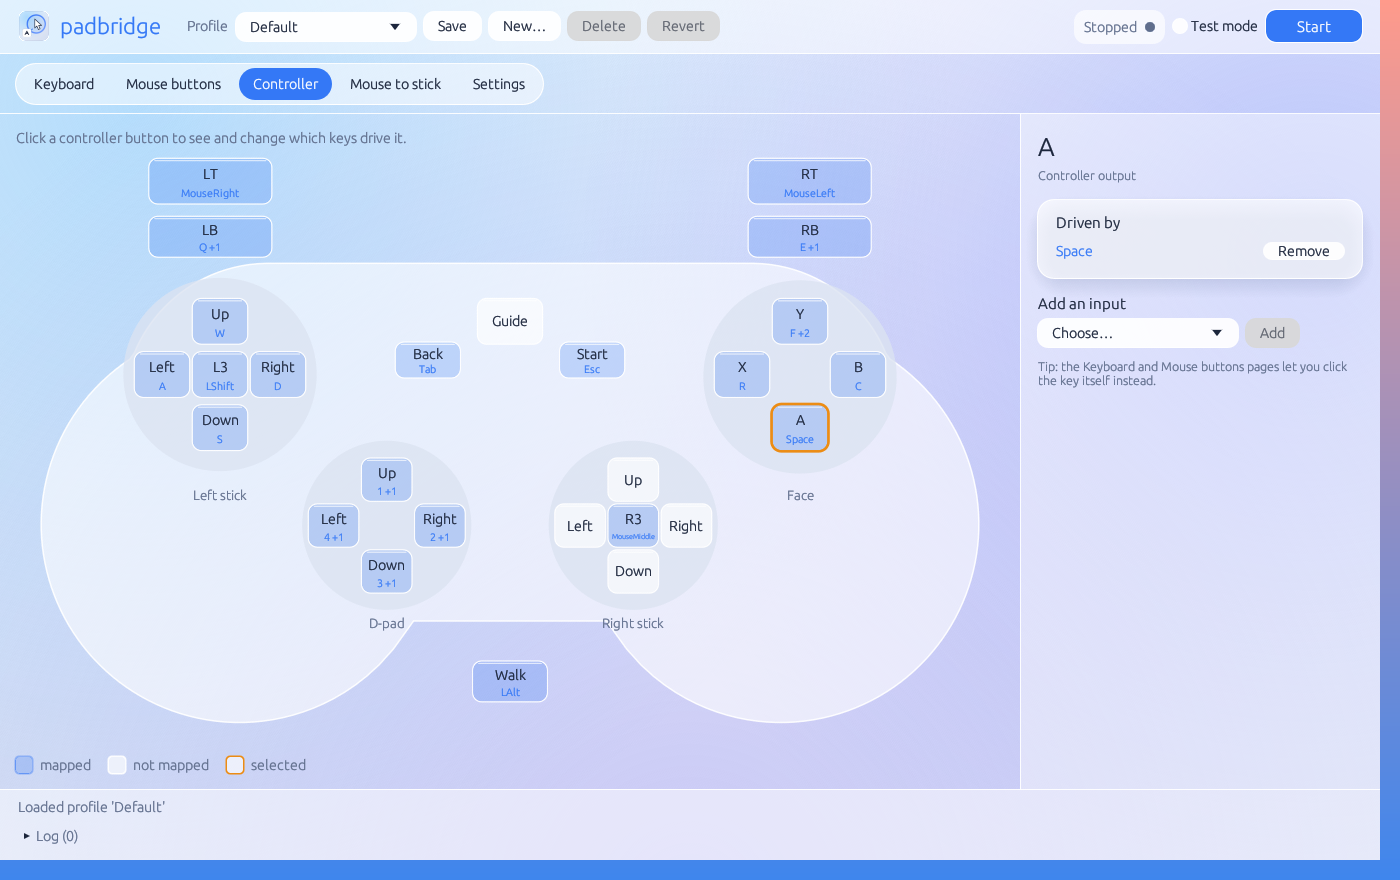 padbridge Profile Default Save New... Delete Revert Stopped Test mode Start
Keyboard Mouse buttons Controller Mouse to stick Settings
Click a controller button to see and change which keys drive it.
LT
MouseRight
LB
Q +1
RT
MouseLeft
RB
E +1
Guide
Back
Tab
Start
Esc
Up
W
Left
A
L3
LShift
Right
D
Down
S
Left stick
Y
F +2
X
R
B
C
A
Space
Face
Up
1 +1
Left
4 +1
Right
2 +1
Down
3 +1
D-pad
Up
Left
R3
MouseMiddle
Right
Down
Right stick
Walk
LAlt
mapped not mapped selected
A
Controller output
Driven by
Space Remove
Add an input
Choose... Add
Tip: the Keyboard and Mouse buttons pages let you click
the key itself instead.
Loaded profile 'Default'
Log (0)